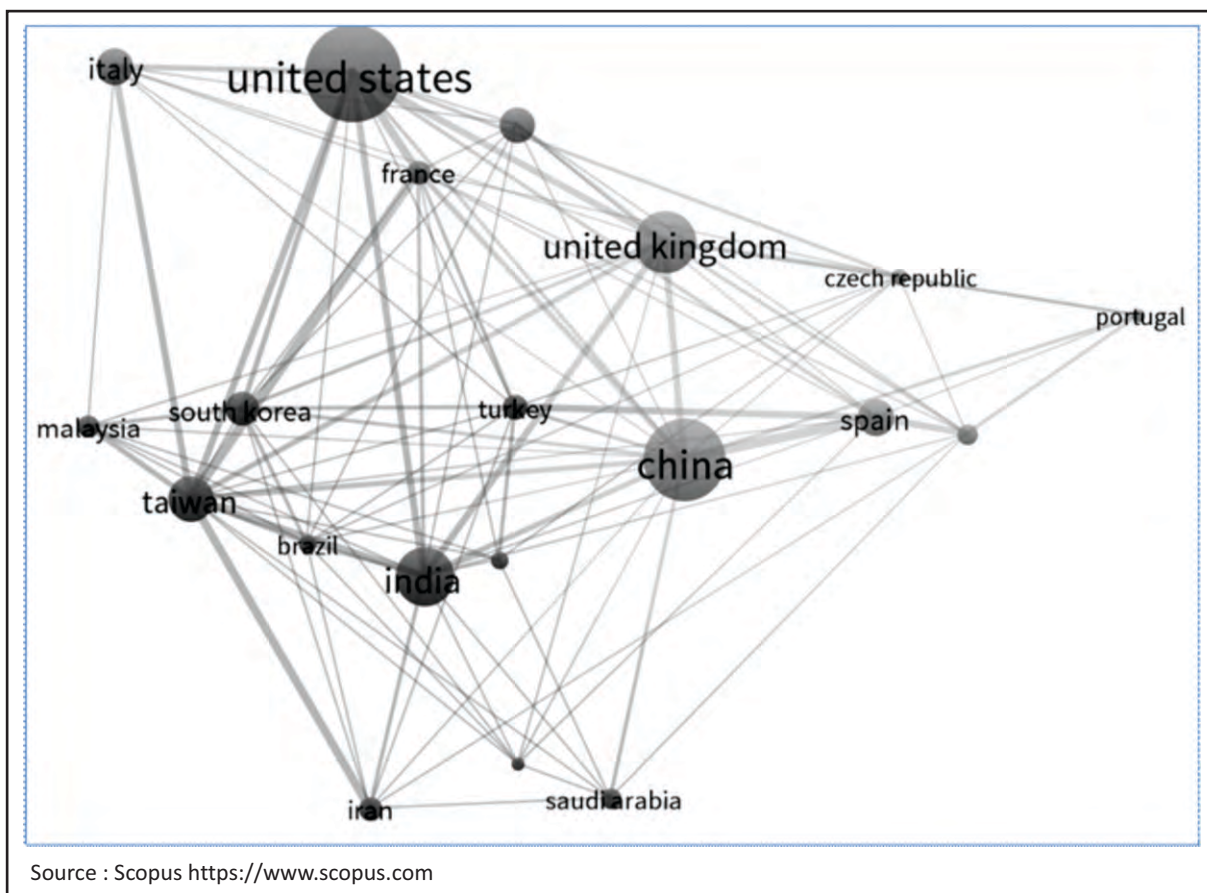 italy
united states
france
united kingdom
czech republic
portugal
malaysia
south korea
turkey
spain
china
taiwan
brazil
india
iran
saudi arabia
Source : Scopus https://www.scopus.com